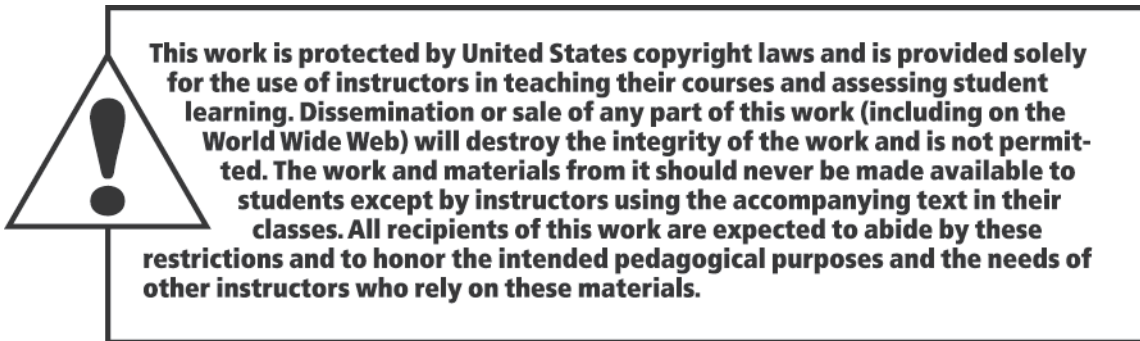 This work is protected by United States copyright laws and is provided solely
for the use of instructors in teaching their courses and assessing student
learning. Dissemination or sale of any part of this work (including on the
World Wide Web) will destroy the integrity of the work and is not permit-
ted. The work and materials from it should never be made available to
students except by instructors using the accompanying text in their
classes. All recipients of this work are expected to abide by these
restrictions and to honor the intended pedagogical purposes and the needs of
other instructors who rely on these materials.